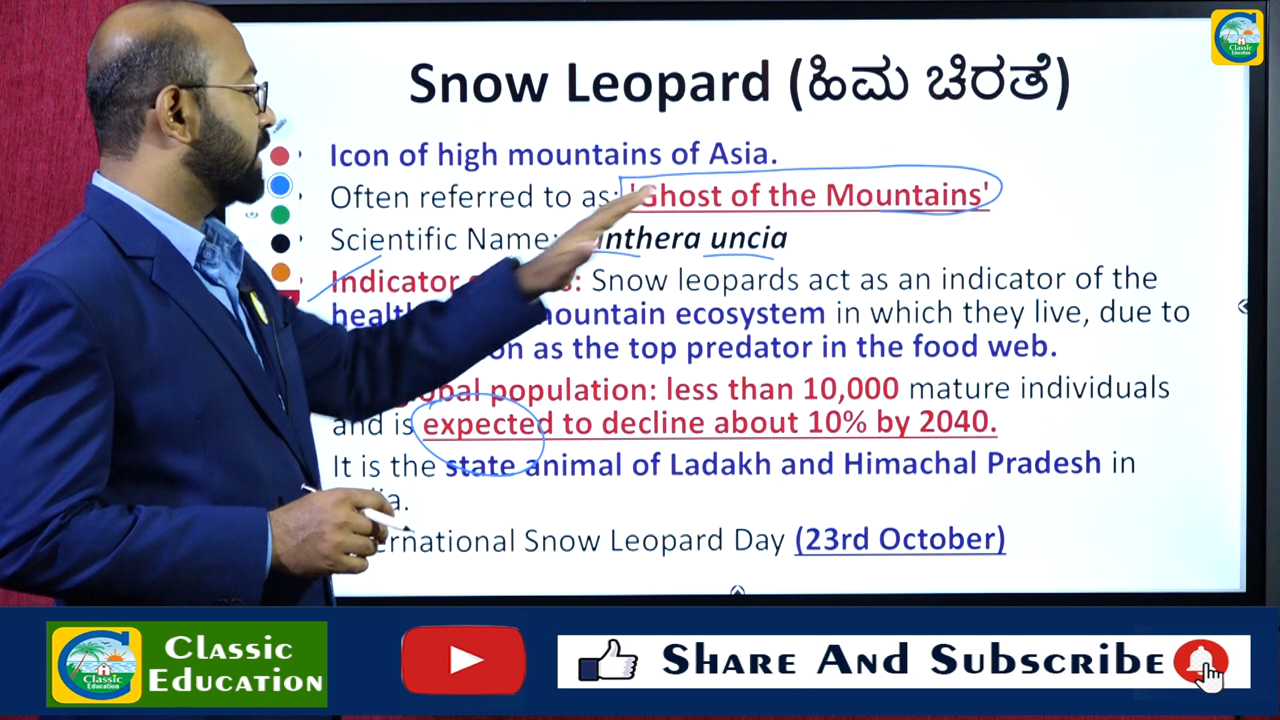 Classic
Education
Snow Leopard (ಹಿಮ ಚಿರತೆ)
Icon of high mountains of Asia.
Often referred to as: 'Ghost of the Mountains'
Scientific Name: uncia
Indicator Snow leopards act as an indicator of the
mountain ecosystem in which they live, due to
as the top predator in the food web.
population: less than 10,000 mature individuals
and is expected to decline about 10% by 2040.
It is the state animal of Ladakh and Himachal Pradesh in
Snow Leopard Day (23rd October)
Classic
Education
Classic
Education
Share And Subscribe